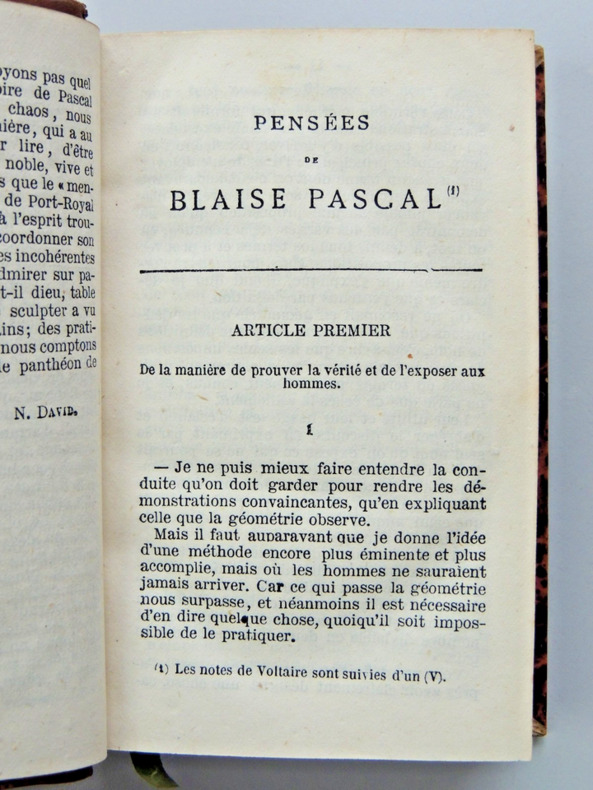 yons pas quel
oire de Pascal
chaos, nous
nière, qui a au
r lire, d'être
noble, vive et
s que le « men-
de Port-Royal
à l'esprit trou-
coordonner son
es incohérentes
dmirer sur pa-
t-il dieu, table
sculpter a vu
ins; des prati-
nous comptons
e panthéon de
N. DAVID.
PENSÉES
DE
BLAISE PASCAL (1)
ARTICLE PREMIER
De la manière de prouver la vérité et de l'exposer aux
hommes.
I
— Je ne puis mieux faire entendre la con-
duite qu'on doit garder pour rendre les dé-
monstrations convaincantes, qu'en expliquant
celle que la géométrie observe.
Mais il faut auparavant que je donne l'idée
d'une méthode encore plus éminente et plus
accomplie, mais où les hommes ne sauraient
jamais arriver. Car ce qui passe la géométrie
nous surpasse, et néanmoins il est nécessaire
d'en dire quelque chose, quoiqu'il soit impos-
sible de le pratiquer.
(1) Les notes de Voltaire sont suivies d'un (V).